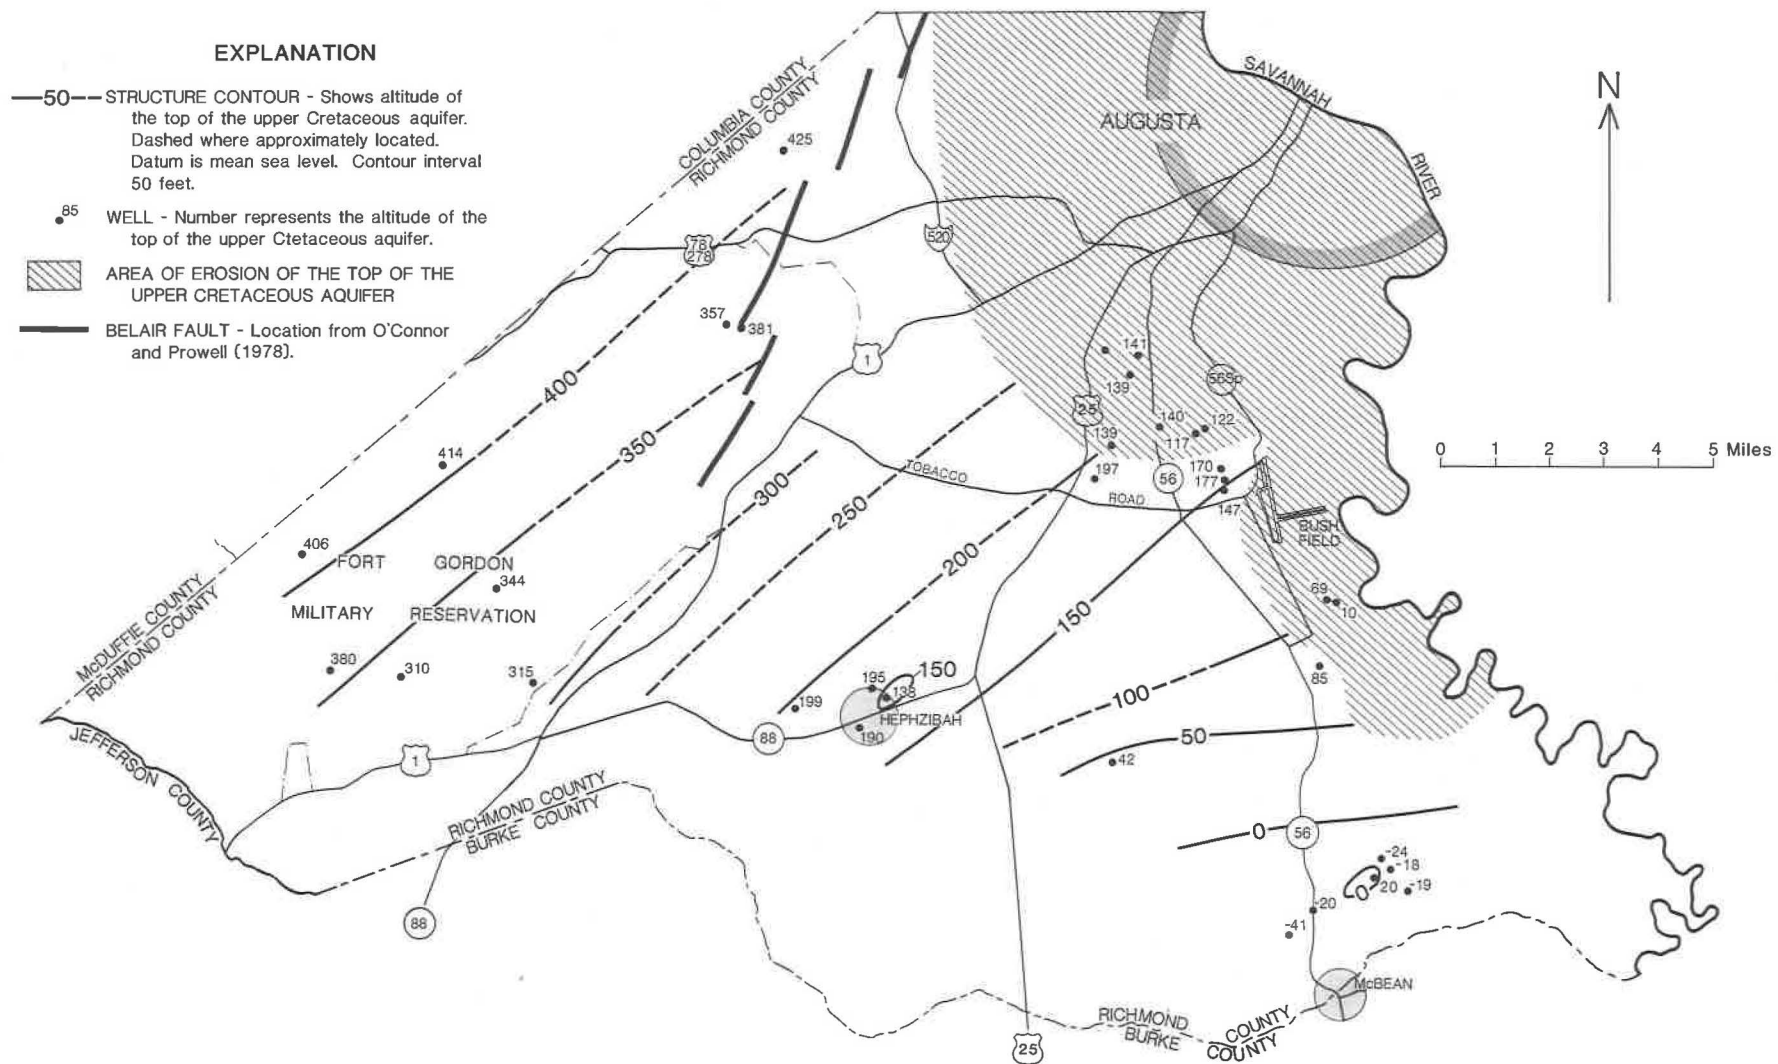 EXPLANATION
50 STRUCTURE CONTOUR - Shows altitude of
the top of the upper Cretaceous aquifer.
Dashed where approximately located.
Datum is mean sea level. Contour interval
50 feet.
85 WELL - Number represents the altitude of the
top of the upper Ctetaceous aquifer.
AREA OF EROSION OF THE TOP OF THE
UPPER CRETACEOUS AQUIFER
BELAIR FAULT - Location from O'Connor
and Prowell (1978).
COLUMBIA COUNTY
RICHMOND COUNTY
SAVANNAH
RIVER
AUGUSTA
N
425
78
278
520
357
381
1
400
350
141
139
25
56Sp
140
122
117
139
0 1 2 3 4 5 Miles
414
TOBACCO
ROAD
197
56
170
177
147
300
250
BUSH
FIELD
406
FORT GORDON
344
MILITARY RESERVATION
200
150
69
10
McDUFFIE COUNTY
RICHMOND COUNTY
380
310
315
195
150
138
199
HEPHZIBAH
190
85
100
JEFFERSON COUNTY
88
1
50
42
RICHMOND COUNTY
BURKE COUNTY
0
56
-24
-18
20
0
-19
-20
-41
88
McBEAN
RICHMOND COUNTY
BURKE COUNTY
25